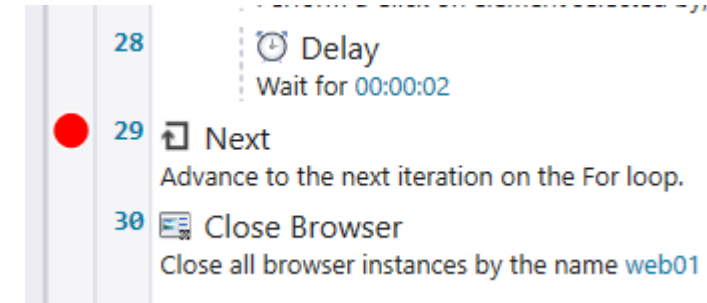 28 Delay
Wait for 00:00:02
29 Next
Advance to the next iteration on the For loop.
30 Close Browser
Close all browser instances by the name web01